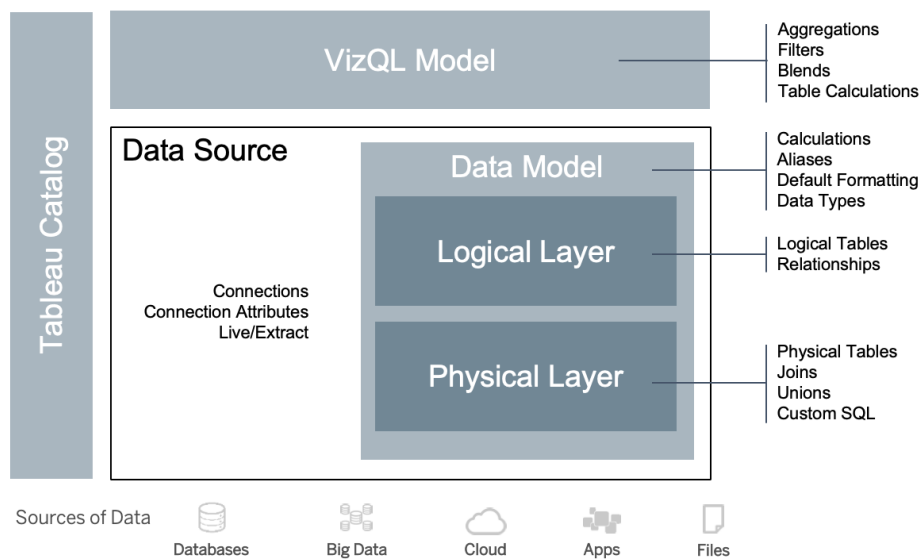 Tableau Catalog
VizQL Model
Aggregations
Filters
Blends
Table Calculations
Data Source
Connections
Connection Attributes
Live/Extract
Data Model
Calculations
Aliases
Default Formatting
Data Types
Logical Layer
Logical Tables
Relationships
Physical Layer
Physical Tables
Joins
Unions
Custom SQL
Sources of Data
Databases
Big Data
Cloud
Apps
Files